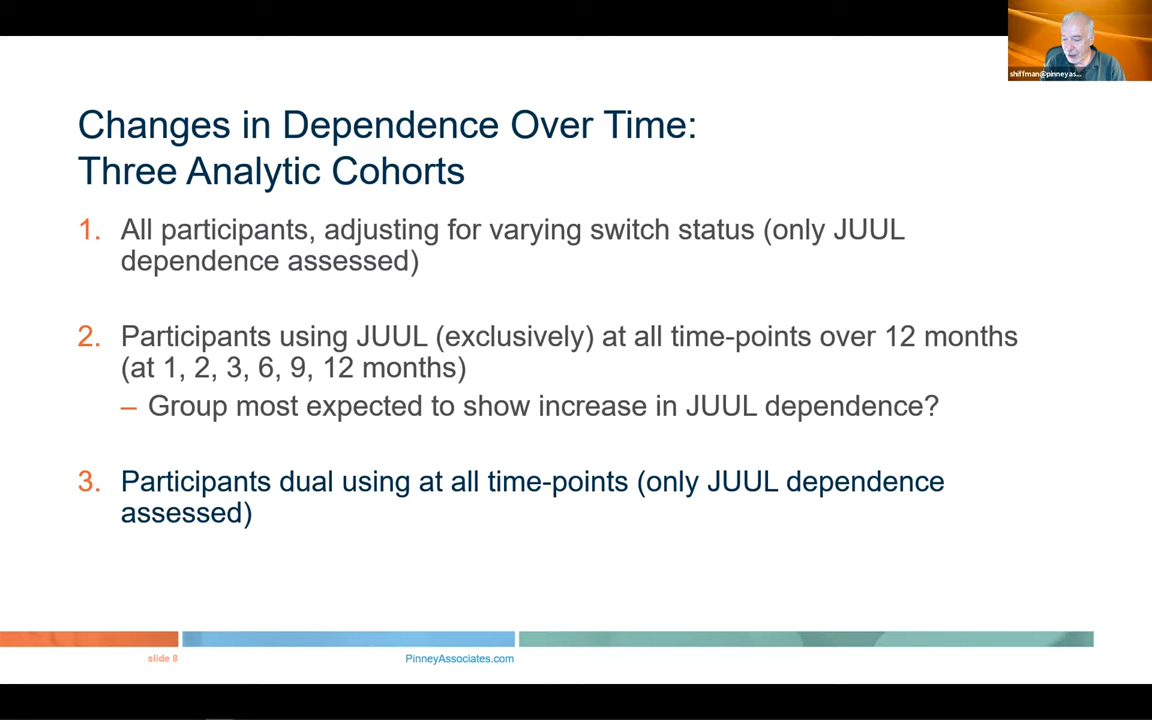 shiffman@pinneyas...
Changes in Dependence Over Time:
Three Analytic Cohorts
1. All participants, adjusting for varying switch status (only JUUL
dependence assessed)
2. Participants using JUUL (exclusively) at all time-points over 12 months
(at 1, 2, 3, 6, 9, 12 months)
– Group most expected to show increase in JUUL dependence?
3. Participants dual using at all time-points (only JUUL dependence
assessed)
slide 8
PinneyAssociates.com